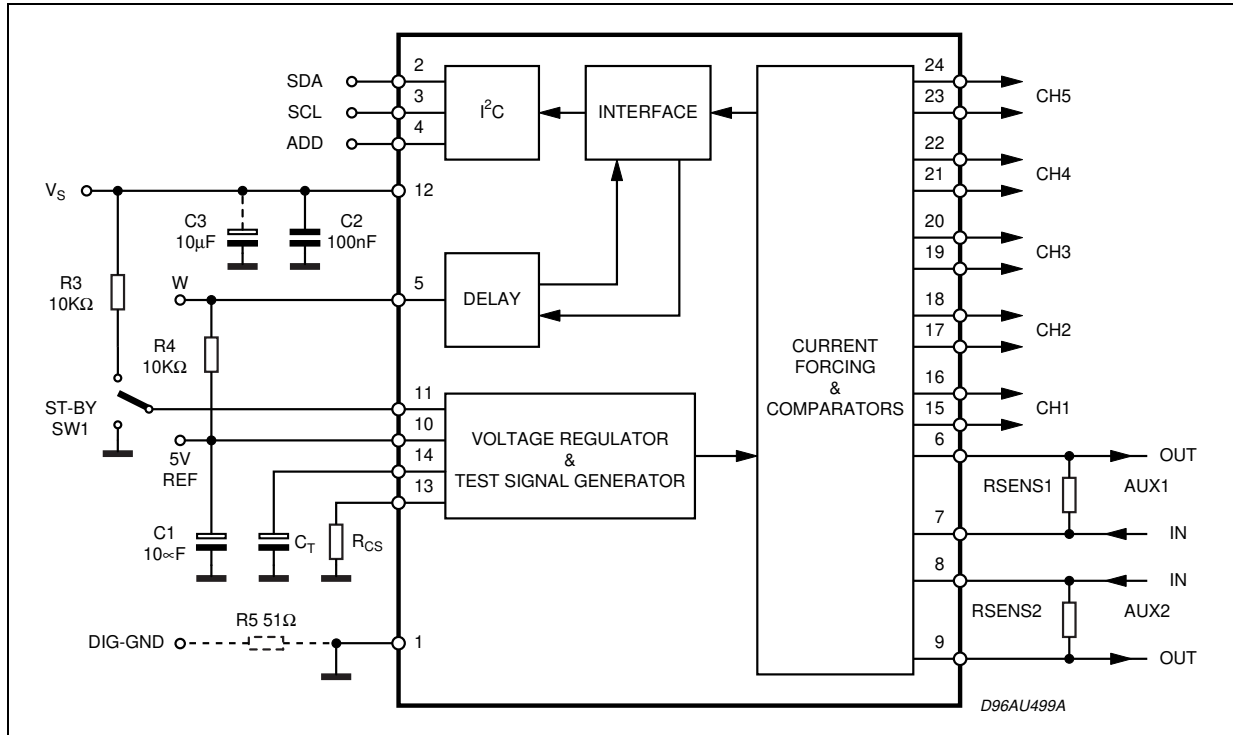 SDA
SCL
ADD
2
3
4
I²C
INTERFACE
24
23
CH5
22
21
CH4
VS
12
C3
10µF
C2
100nF
20
19
CH3
R3
10KΩ
W
5
DELAY
18
17
CH2
R4
10KΩ
CURRENT
FORCING
&
COMPARATORS
16
15
CH1
ST-BY
SW1
11
10
14
13
VOLTAGE REGULATOR
&
TEST SIGNAL GENERATOR
5V
REF
6
OUT
RSENS1
AUX1
7
IN
C1
10∝F
CT
RCS
8
IN
RSENS2
AUX2
9
OUT
DIG-GND
R5 51Ω
1
D96AU499A